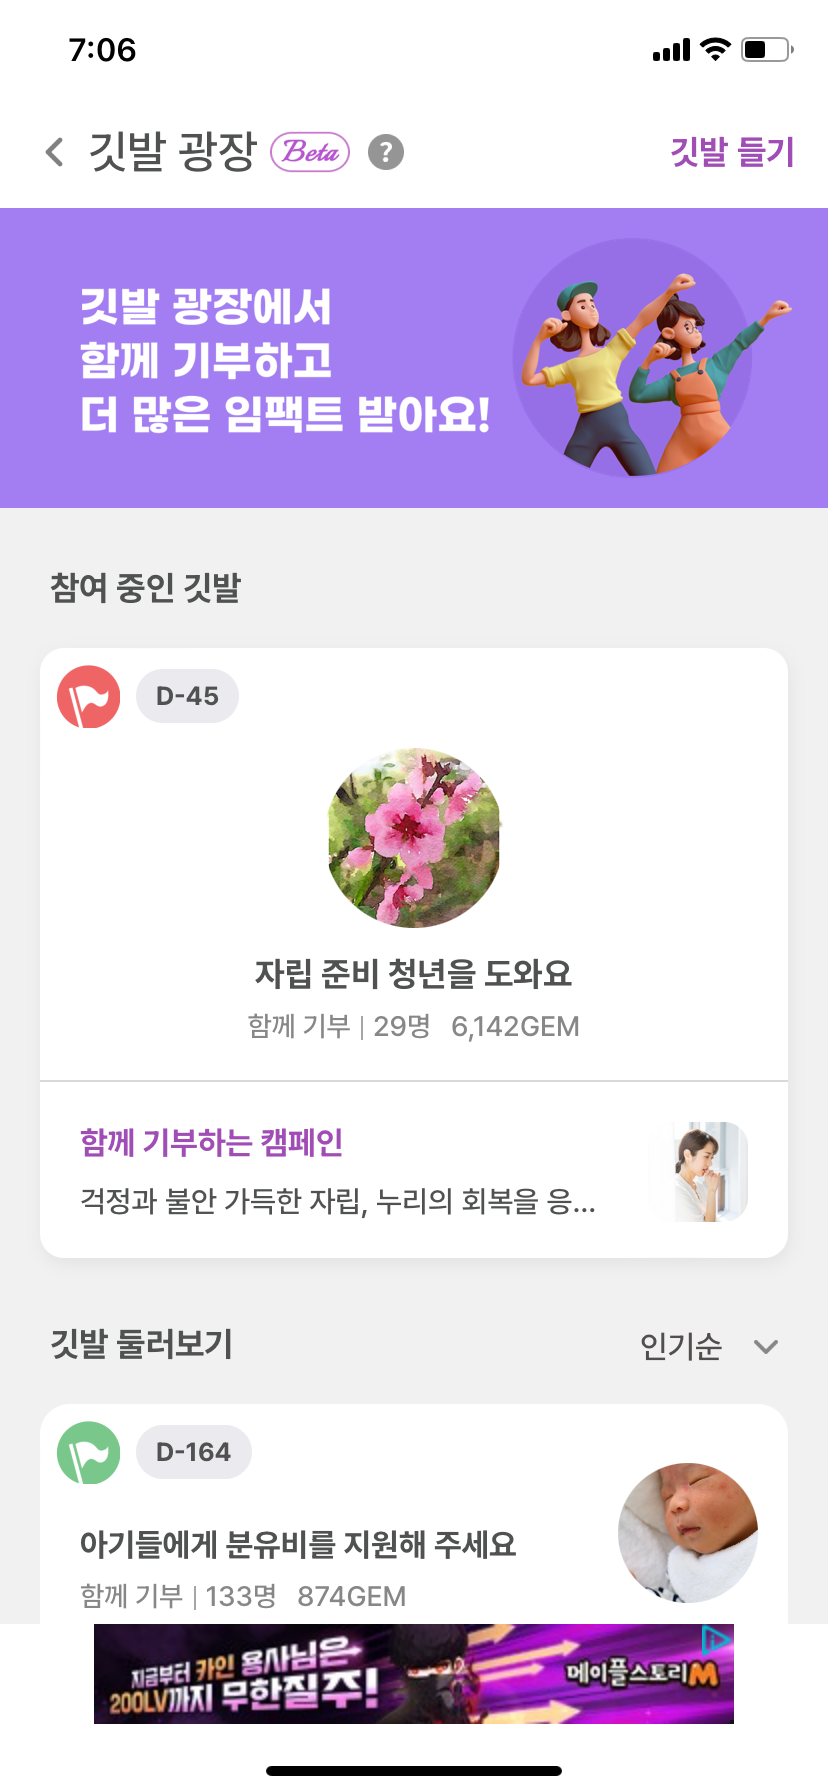 7:06
깃발 광장 Beta ?
깃발 들기
깃발 광장에서
함께 기부하고
더 많은 임팩트 받아요!
참여 중인 깃발
D-45
자립 준비 청년을 도와요
함께 기부 | 29명 6,142GEM
함께 기부하는 캠페인
걱정과 불안 가득한 자립, 누리의 회복을 응...
깃발 둘러보기
인기순
D-164
아기들에게 분유비를 지원해 주세요
함께 기부 | 133명 874GEM
지금부터 카인 용사님은
200LV까지 무한질주!
메이플스토리M